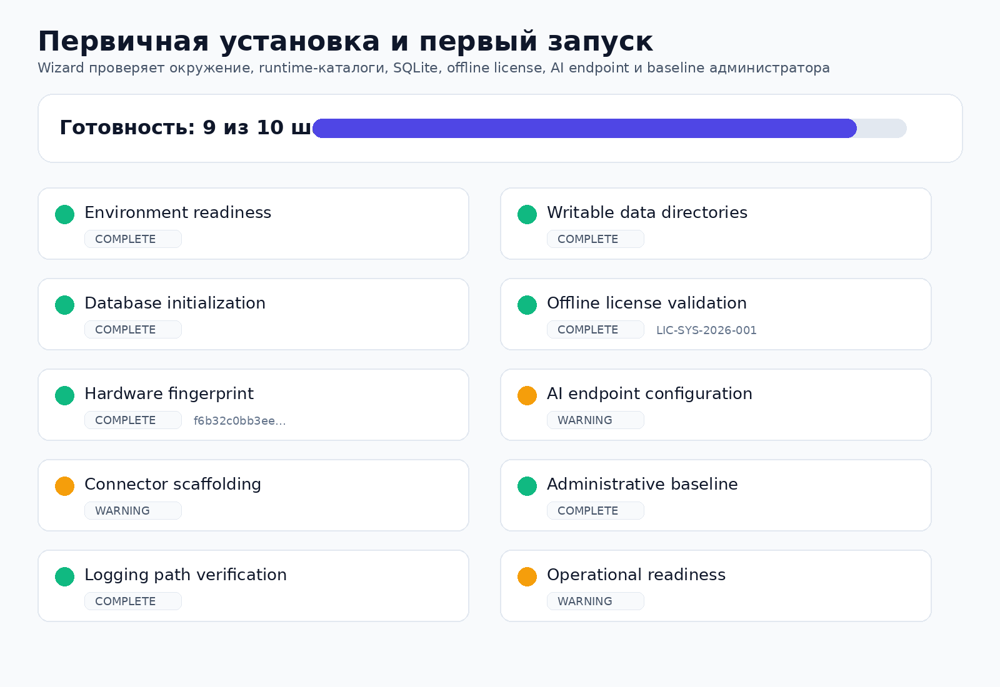 Первичная установка и первый запуск
Wizard проверяет окружение, runtime-каталоги, SQLite, offline license, AI endpoint и baseline администратора
Готовность: 9 из 10 ш
Environment readiness
COMPLETE
Writable data directories
COMPLETE
Database initialization
COMPLETE
Offline license validation
COMPLETE LIC-SYS-2026-001
Hardware fingerprint
COMPLETE f6b32c0bb3ee...
AI endpoint configuration
WARNING
Connector scaffolding
WARNING
Administrative baseline
COMPLETE
Logging path verification
COMPLETE
Operational readiness
WARNING